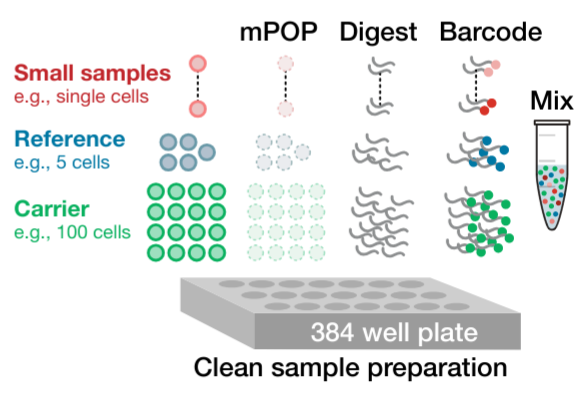 mPOP Digest Barcode
Small samples
e.g., single cells
Mix
Reference
e.g., 5 cells
Carrier
e.g., 100 cells
384 well plate
Clean sample preparation